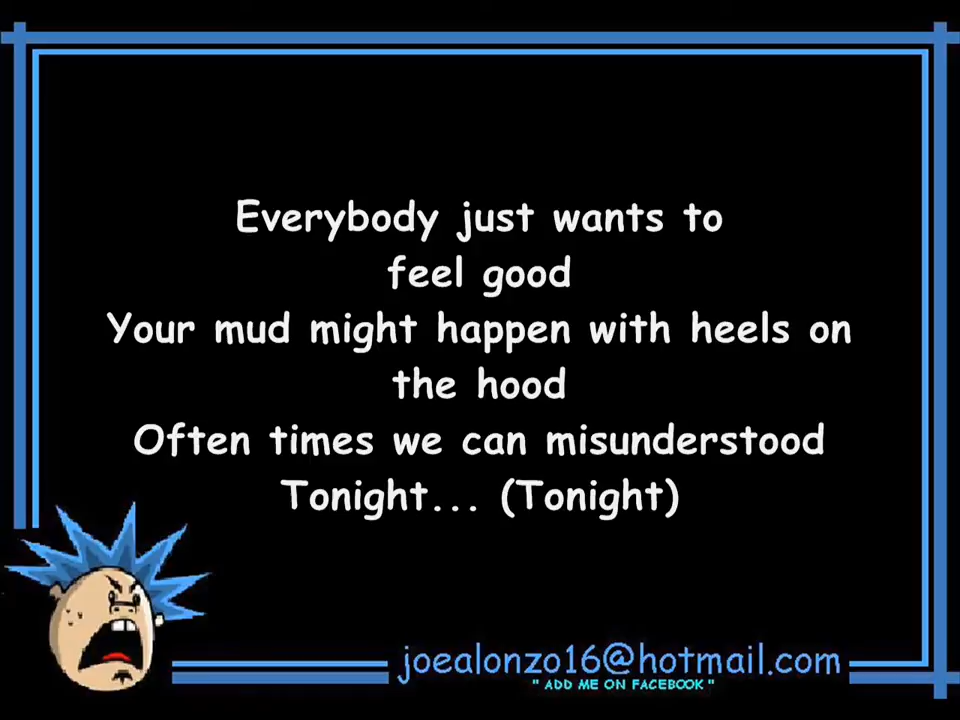 Everybody just wants to
feel good
Your mud might happen with heels on
the hood
Often times we can misunderstood
Tonight... (Tonight)
joealonzo16@hotmail.com
" ADD ME ON FACEBOOK "